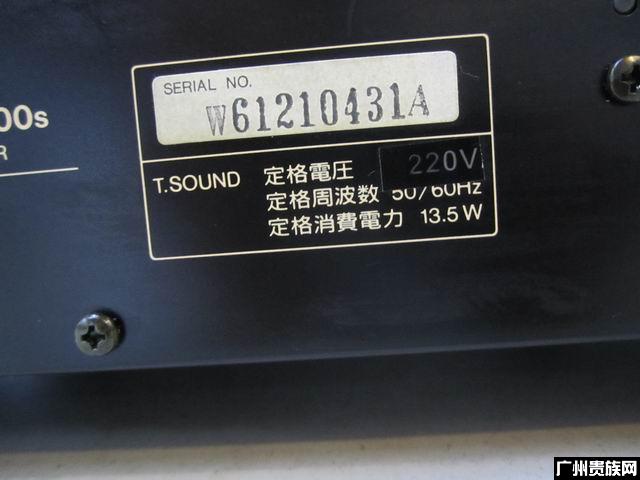 00s
R
SERIAL NO.
W61210431A
T.SOUND 定格電圧 220V
定格周波数 50/60Hz
定格消費電力 13.5W
广州贵族网